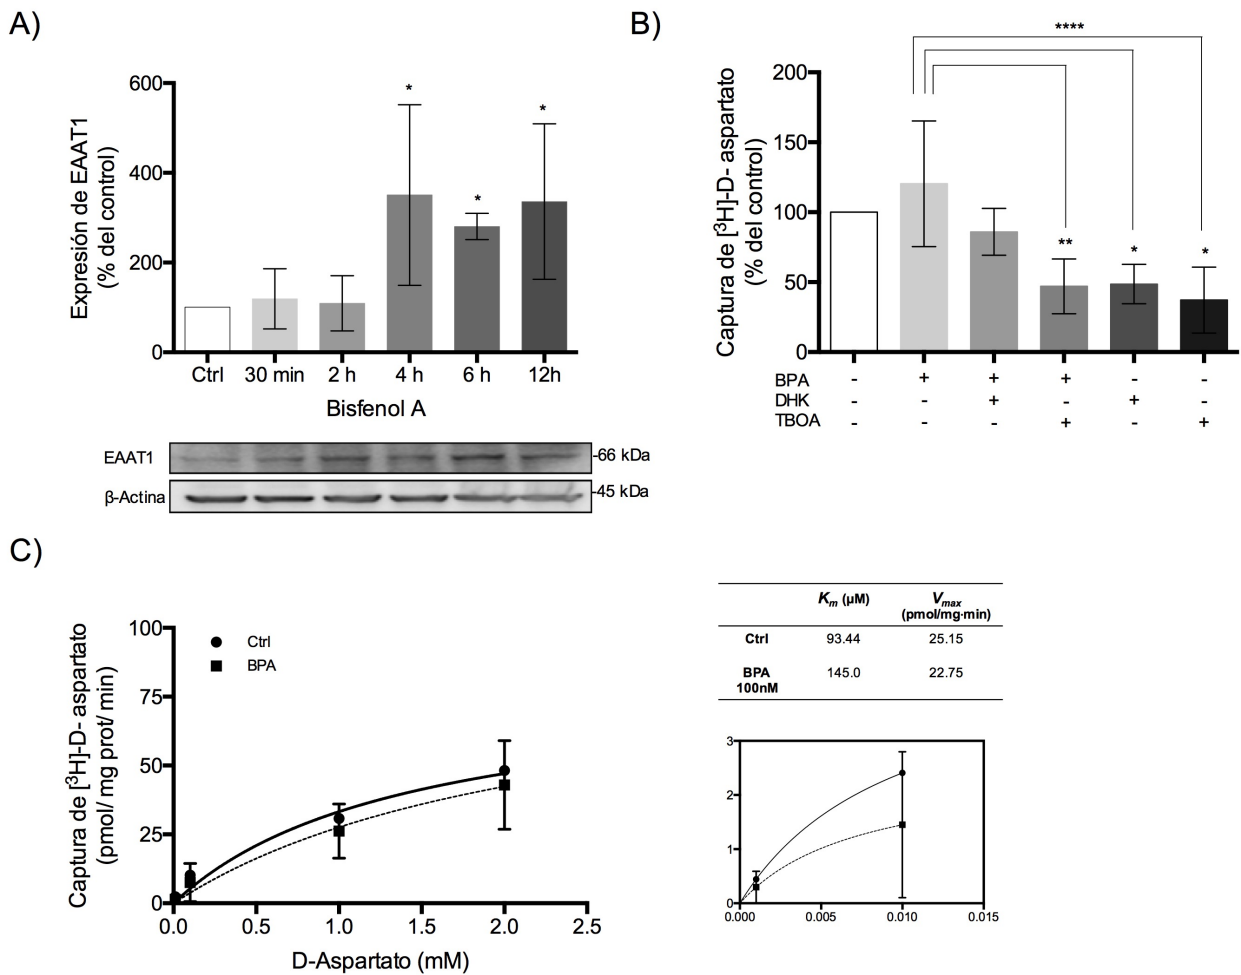 A)
Expresión de EAAT1
(% del control)
600
400
200
0
*
*
*
Ctrl 30 min 2 h 4 h 6 h 12h
Bisfenol A
EAAT1 -66 kDa
β-Actina -45 kDa
B)
Captura de [³H]-D- aspartato
(% del control)
200
150
100
50
0
****
** * *
BPA - + + + - -
DHK - - + - + -
TBOA - - - + - +
C)
Captura de [³H]-D- aspartato
(pmol/ mg prot/ min)
100
75
50
25
0
Ctrl
BPA
0.0 0.5 1.0 1.5 2.0 2.5
D-Aspartato (mM)
Km (µM) Vmax
(pmol/mg·min)
Ctrl 93.44 25.15
BPA 145.0 22.75
100nM
3
2
1
0
0.000 0.005 0.010 0.015